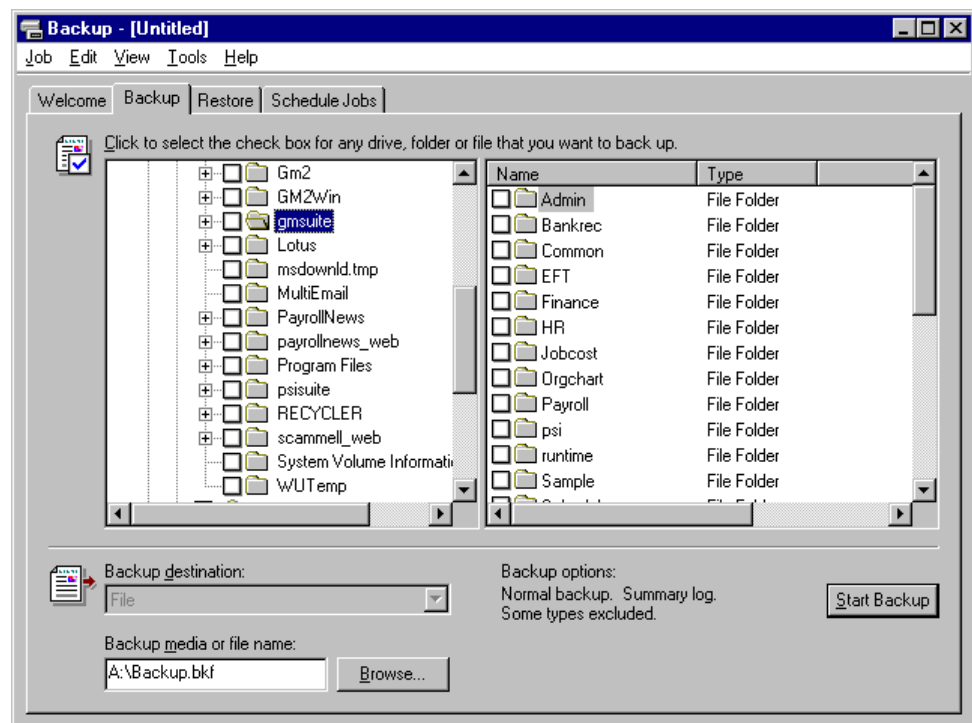 Backup - [Untitled]
Job Edit View Tools Help
Welcome Backup Restore Schedule Jobs
Click to select the check box for any drive, folder or file that you want to back up.
Gm2
GM2Win
gmsuite
Lotus
msdownld.tmp
MultiEmail
PayrollNews
payrollnews_web
Program Files
psisuite
RECYCLER
scammell_web
System Volume Informati
WUTemp
Name Type
Admin File Folder
Bankrec File Folder
Common File Folder
EFT File Folder
Finance File Folder
HR File Folder
Jobcost File Folder
Orgchart File Folder
Payroll File Folder
psi File Folder
runtime File Folder
Sample File Folder
Backup destination:
File
Backup media or file name:
A:\Backup.bkf
Browse...
Backup options:
Normal backup. Summary log.
Some types excluded.
Start Backup